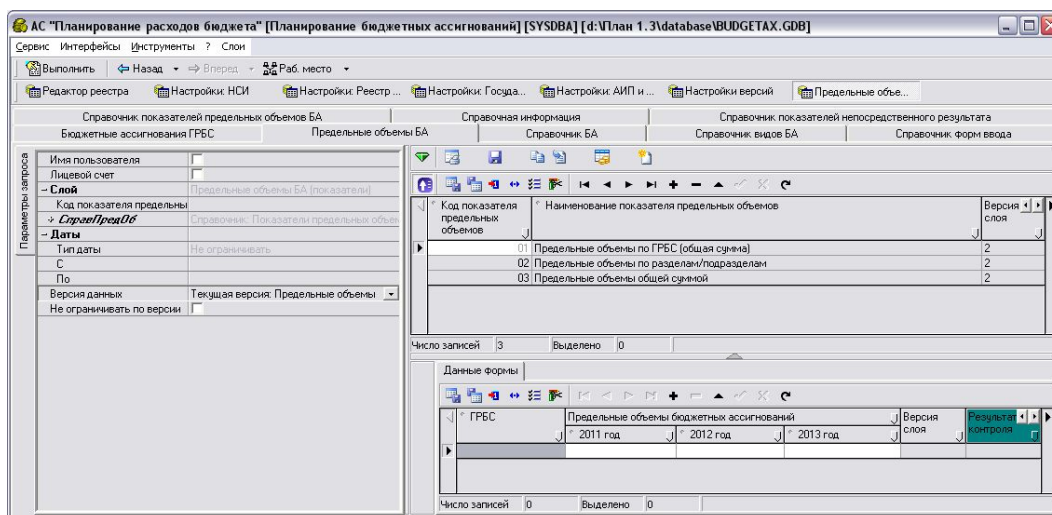 АС "Планирование расходов бюджета" [Планирование бюджетных ассигнований] [SYSDBA] [d:\План 1.3\database\BUDGETAX.GDB]
Сервис Интерфейсы Инструменты ? Слои
Выполнить Назад Вперед Раб. место
Редактор реестра Настройки: НСИ Настройки: Реестр ... Настройки: Госуда... Настройки: АИП и ... Настройки версий Предельные объе...
Справочник показателей предельных объемов БА Справочная информация Справочник показателей непосредственного результата
Бюджетные ассигнования ГРБС Предельные объемы БА Справочник БА Справочник видов БА Справочник форм ввода
Параметры запроса
Имя пользователя
Лицевой счет
Слой Предельные объемы БА (показатели)
Код показателя предельны
СправПредОб Справочник: Показатели предельных объем
Даты
Тип даты Не ограничивать
С
По
Версия данных Текущая версия: Предельные объемы
Не ограничивать по версии
Код показателя предельных объемов Наименование показателя предельных объемов Версия слоя
01 Предельные объемы по ГРБС (общая сумма) 2
02 Предельные объемы по разделам/подразделам 2
03 Предельные объемы общей суммой 2
Число записей 3 Выделено 0
Данные формы
ГРБС Предельные объемы бюджетных ассигнований Версия слоя Результат контроля
2011 год 2012 год 2013 год
Число записей 0 Выделено 0